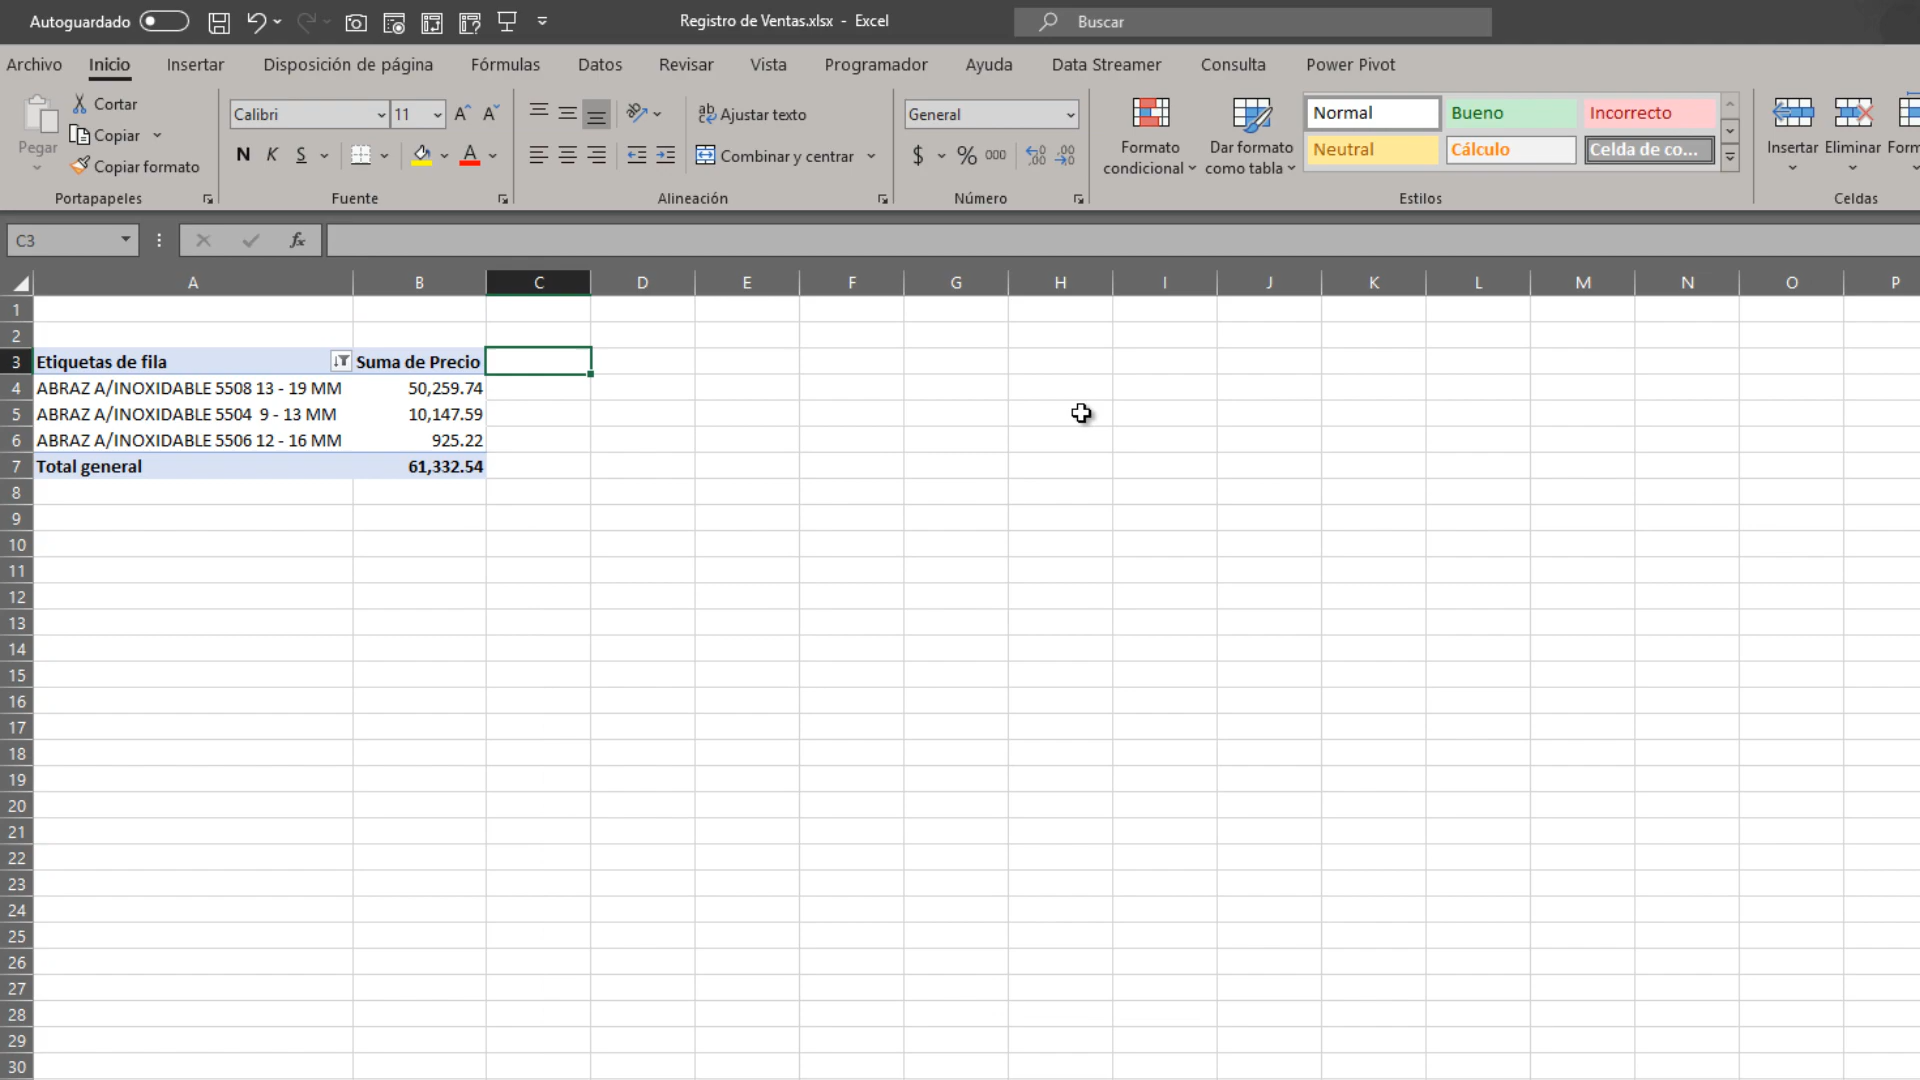 Autoguardado
Registro de Ventas.xlsx - Excel
Buscar
Archivo Inicio Insertar Disposición de página Fórmulas Datos Revisar Vista Programador Ayuda Data Streamer Consulta Power Pivot
Pegar
Cortar
Copiar
Copiar formato
Portapapeles
Calibri 11
N K S
Fuente
Ajustar texto
Combinar y centrar
Alineación
General
$ % 000
Número
Formato condicional
Dar formato como tabla
Normal Bueno Incorrecto
Neutral Cálculo Celda de co...
Estilos
Insertar Eliminar Form
Celdas
C3 fx
A B C D E F G H I J K L M N O P
1
2
3 Etiquetas de fila Suma de Precio
4 ABRAZ A/INOXIDABLE 5508 13 - 19 MM 50,259.74
5 ABRAZ A/INOXIDABLE 5504 9 - 13 MM 10,147.59
6 ABRAZ A/INOXIDABLE 5506 12 - 16 MM 925.22
7 Total general 61,332.54
8
9
10
11
12
13
14
15
16
17
18
19
20
21
22
23
24
25
26
27
28
29
30